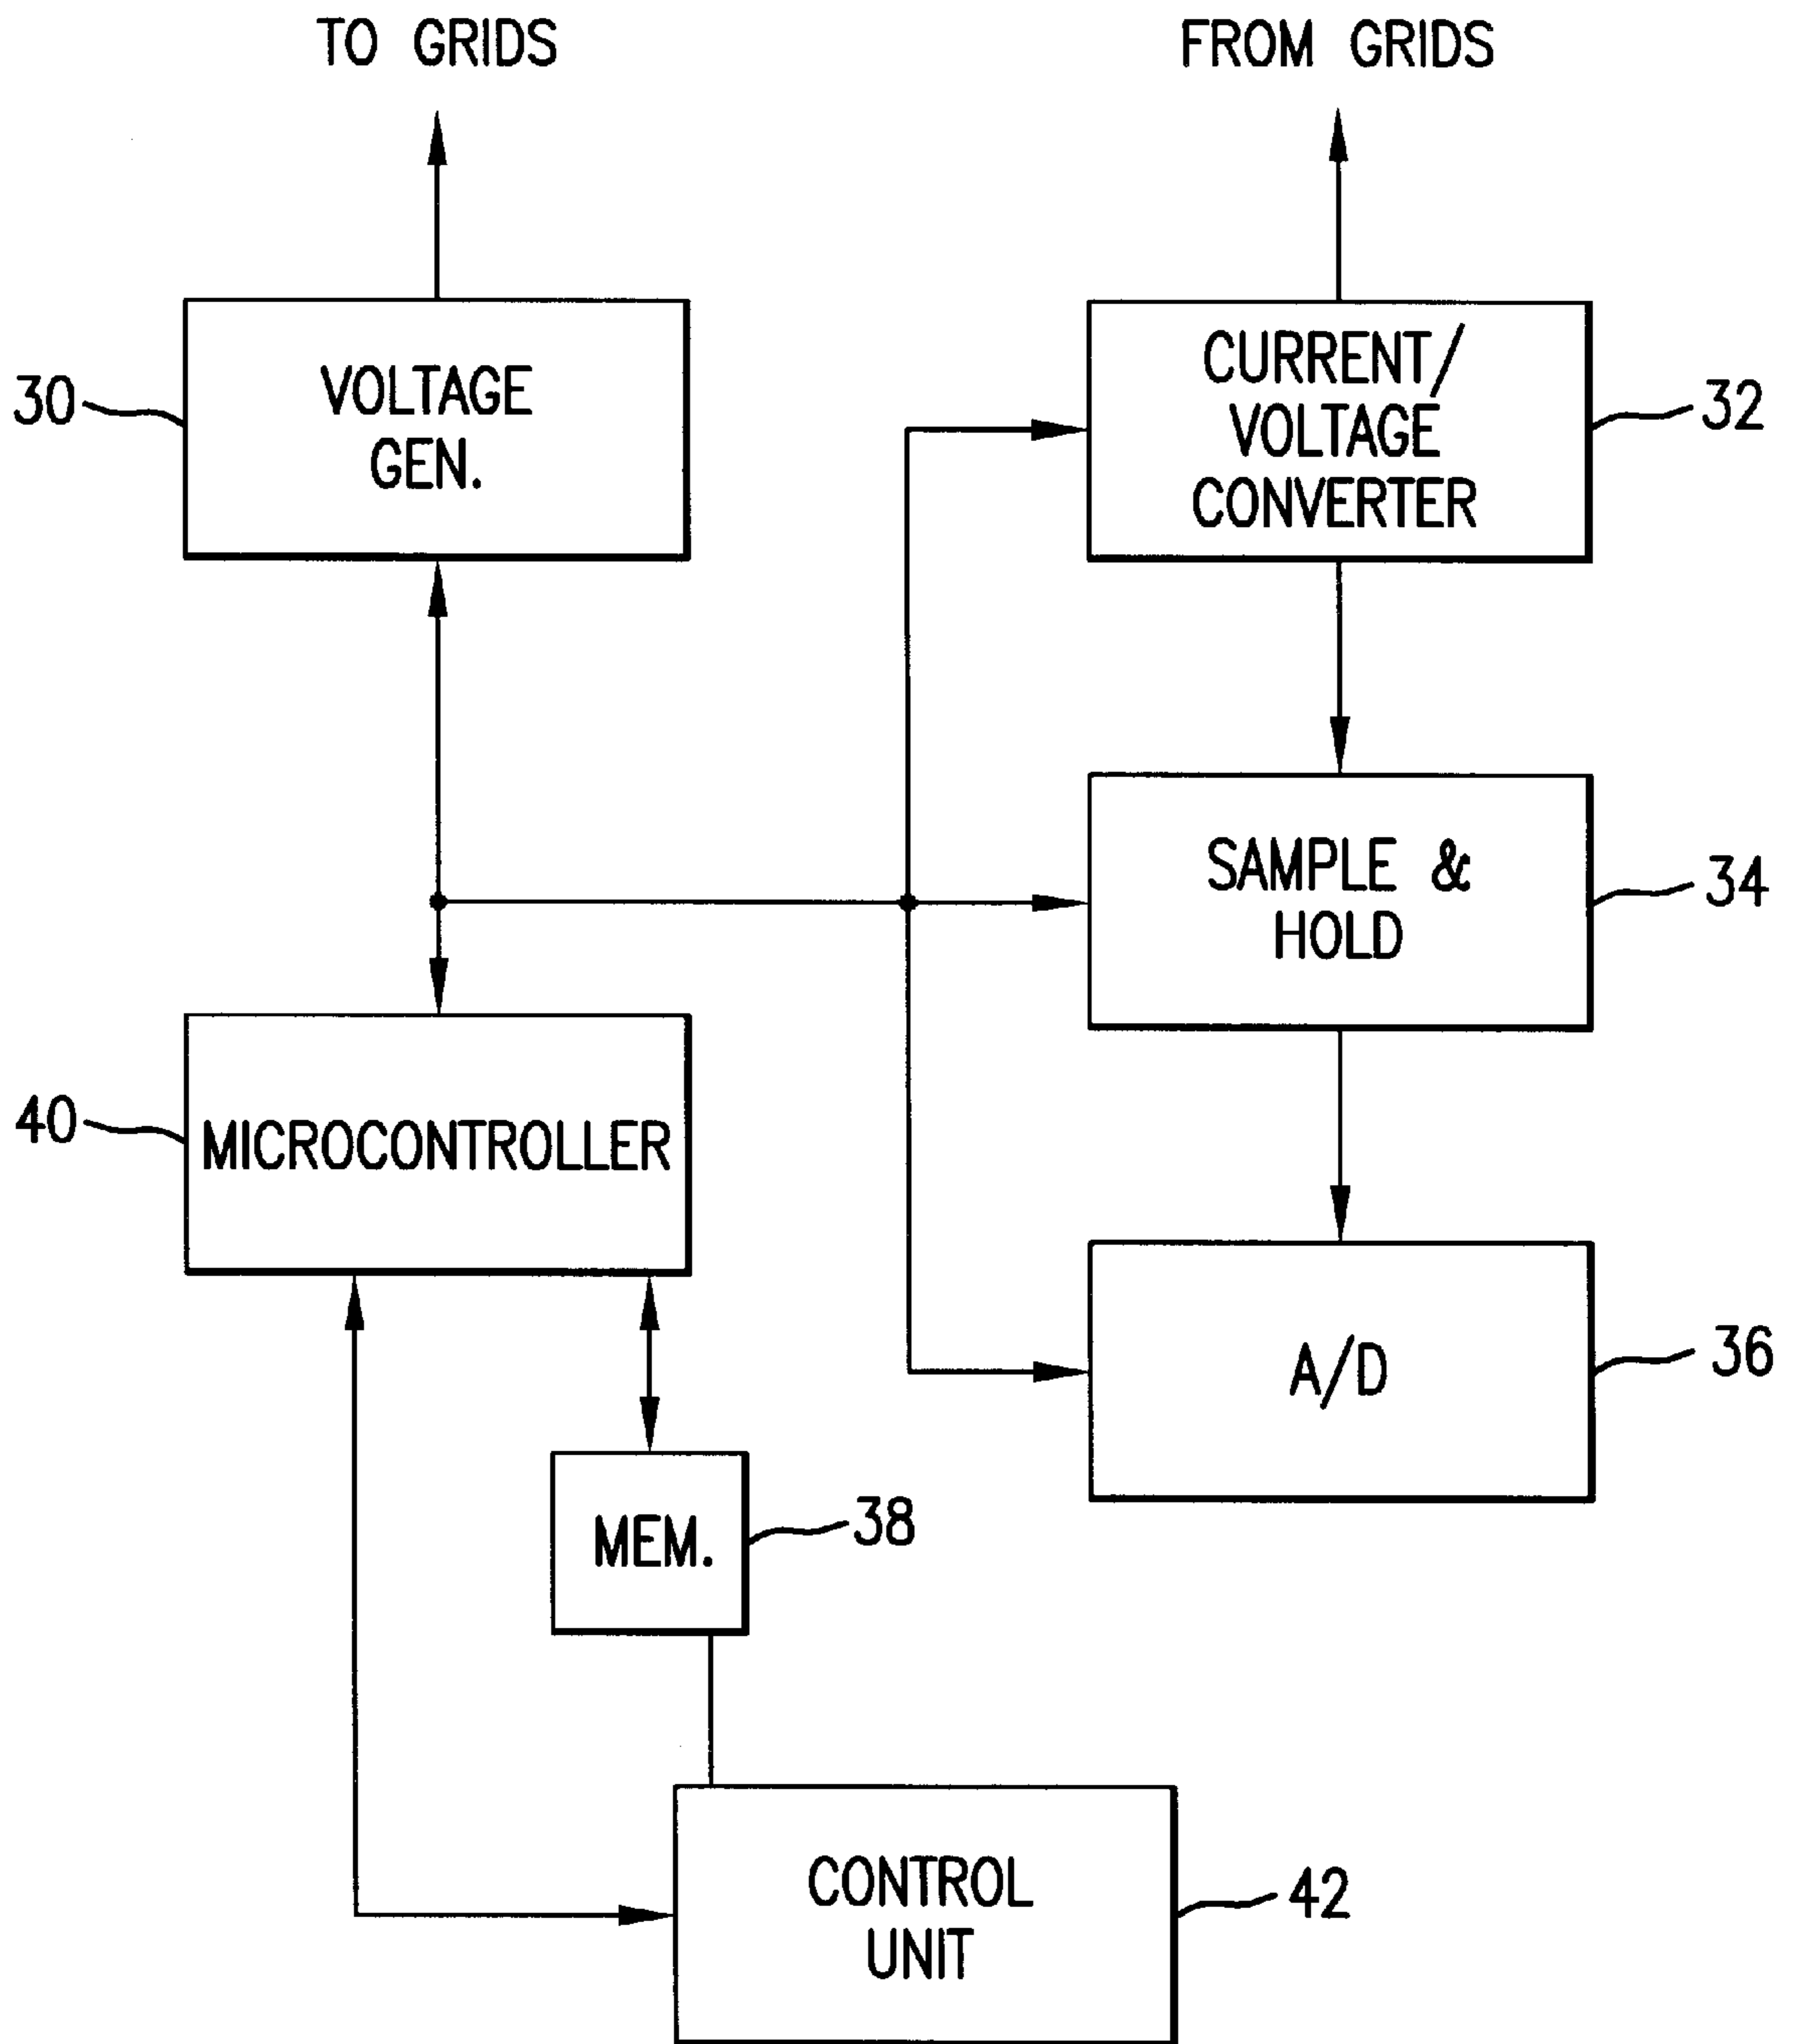 TO GRIDS
FROM GRIDS
30
VOLTAGE
GEN.
CURRENT/
VOLTAGE
CONVERTER
32
SAMPLE &
HOLD
34
40
MICROCONTROLLER
A/D
36
MEM.
38
CONTROL
UNIT
42